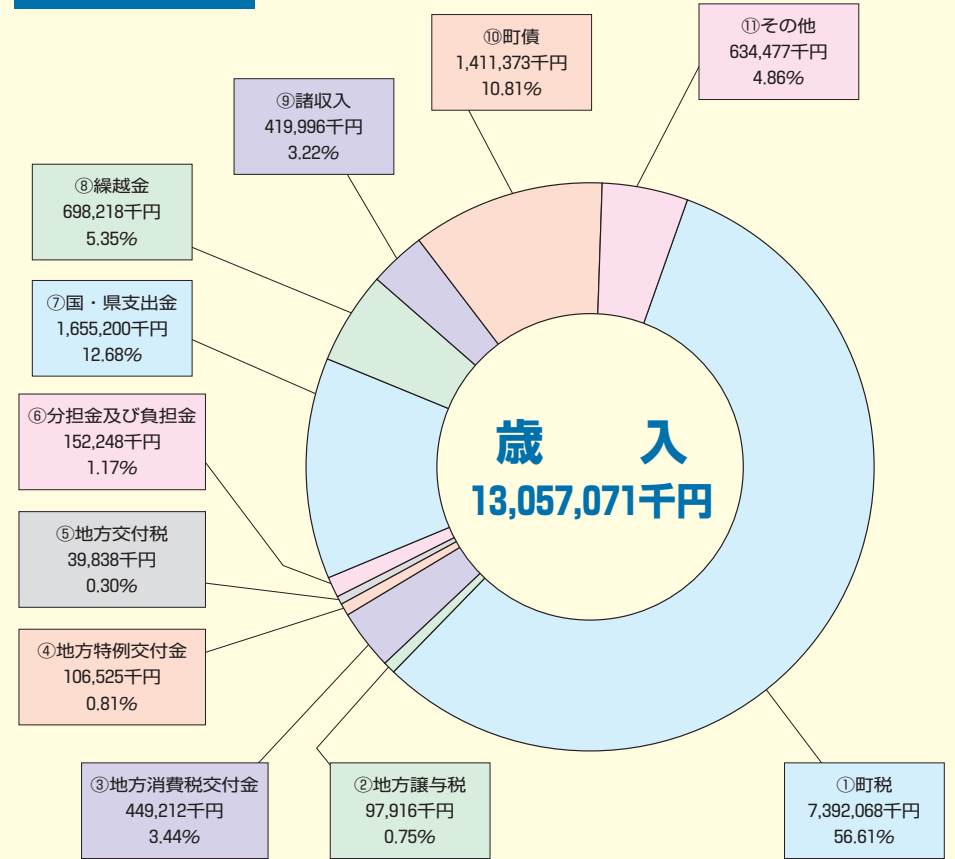 ⑩町債
1,411,373千円
10.81%
⑪その他
634,477千円
4.86%
⑨諸収入
419,996千円
3.22%
⑧繰越金
698,218千円
5.35%
⑦国・県支出金
1,655,200千円
12.68%
⑥分担金及び負担金
152,248千円
1.17%
⑤地方交付税
39,838千円
0.30%
④地方特例交付金
106,525千円
0.81%
③地方消費税交付金
449,212千円
3.44%
②地方譲与税
97,916千円
0.75%
①町税
7,392,068千円
56.61%
歳 入
13,057,071千円